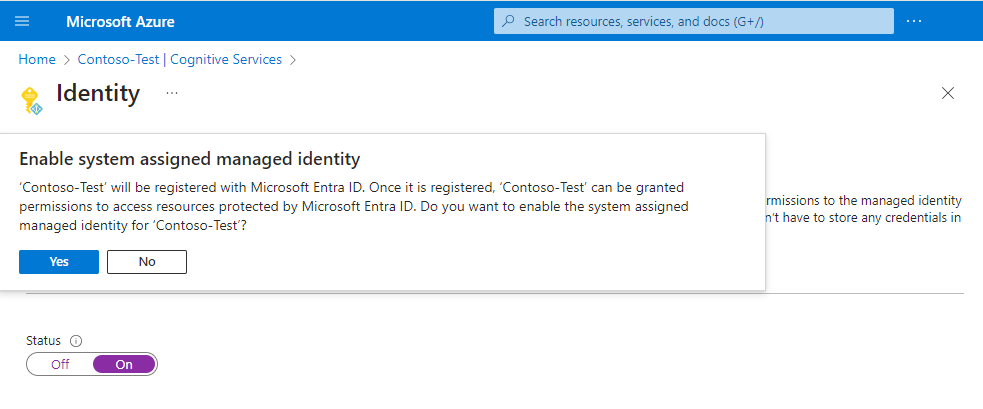 Microsoft Azure
Search resources, services, and docs (G+/)
Home > Contoso-Test | Cognitive Services >
Identity
Enable system assigned managed identity
‘Contoso-Test’ will be registered with Microsoft Entra ID. Once it is registered, ‘Contoso-Test’ can be granted
permissions to access resources protected by Microsoft Entra ID. Do you want to enable the system assigned
managed identity for ‘Contoso-Test’?
rmissions to the managed identity
n't have to store any credentials in
Yes No
Status
Off On